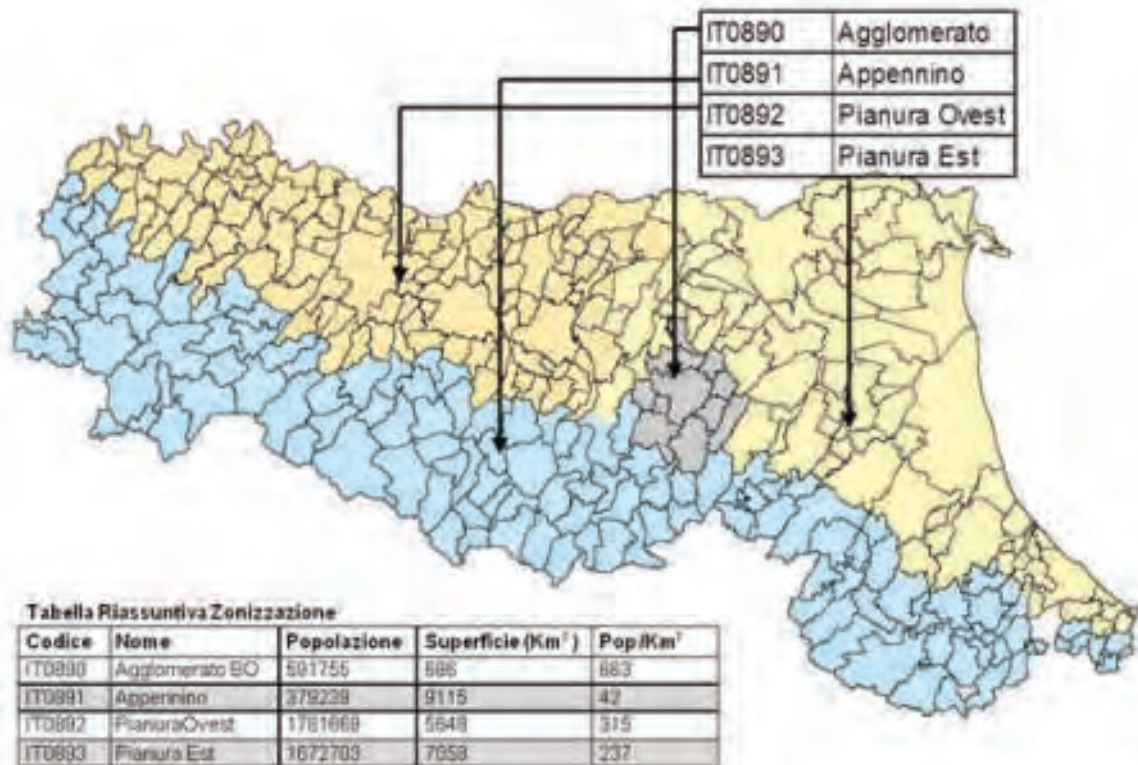 IT0890 Agglomerato
IT0891 Appennino
IT0892 Pianura Ovest
IT0893 Pianura Est
Tabella Riassuntiva Zonizzazione
Codice Nome Popolazione Superficie (Km²) Pop/Km²
IT0890 Agglomerato BO 591755 686 863
IT0891 Appennino 379239 9115 42
IT0892 PianuraOvest 5648 315
IT0893 Pianura Est 1672703 7058 237